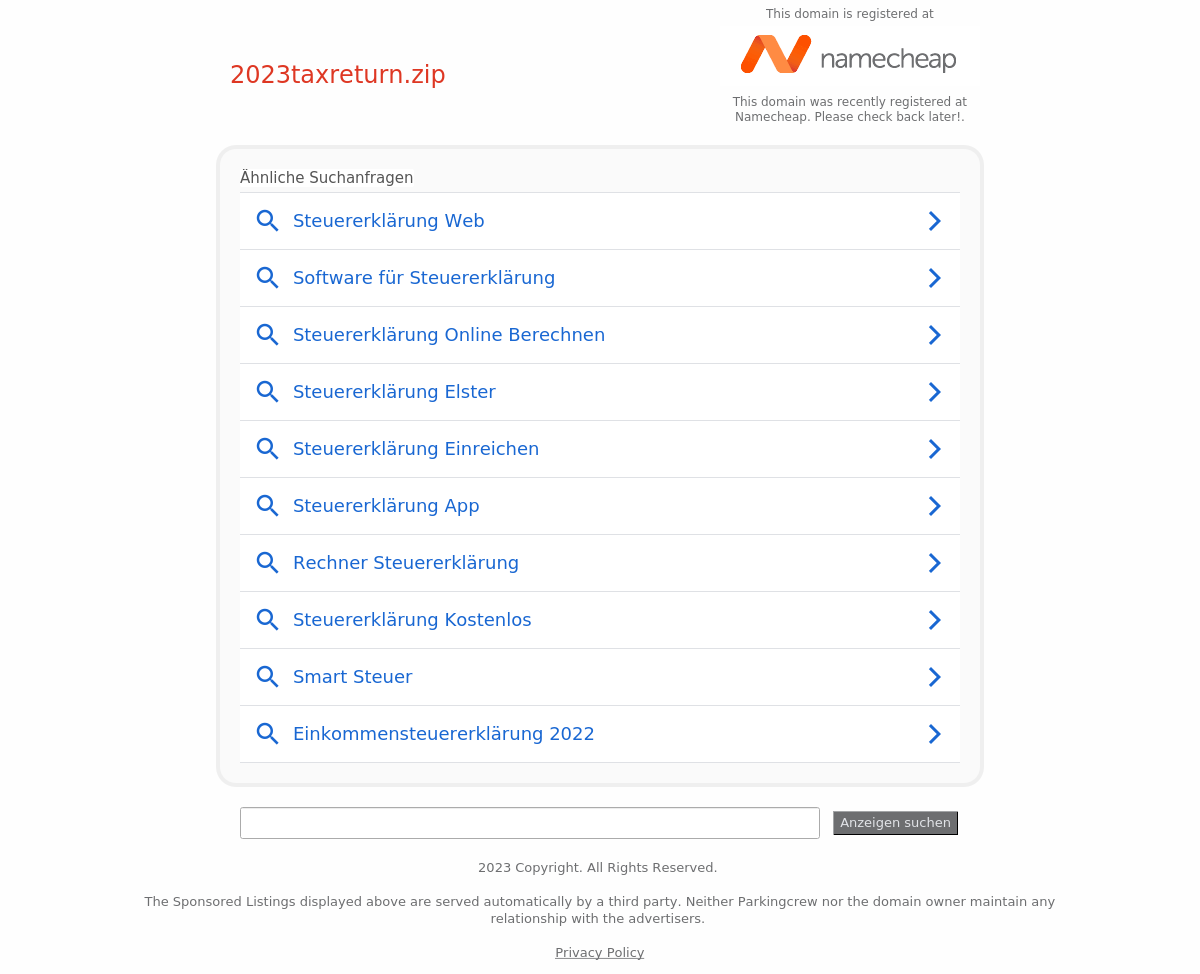 This domain is registered at
namecheap
2023taxreturn.zip
This domain was recently registered at
Namecheap. Please check back later!.
Ähnliche Suchanfragen
Steuererklärung Web
Software für Steuererklärung
Steuererklärung Online Berechnen
Steuererklärung Elster
Steuererklärung Einreichen
Steuererklärung App
Rechner Steuererklärung
Steuererklärung Kostenlos
Smart Steuer
Einkommensteuererklärung 2022
Anzeigen suchen
2023 Copyright. All Rights Reserved.
The Sponsored Listings displayed above are served automatically by a third party. Neither Parkingcrew nor the domain owner maintain any
relationship with the advertisers.
Privacy Policy